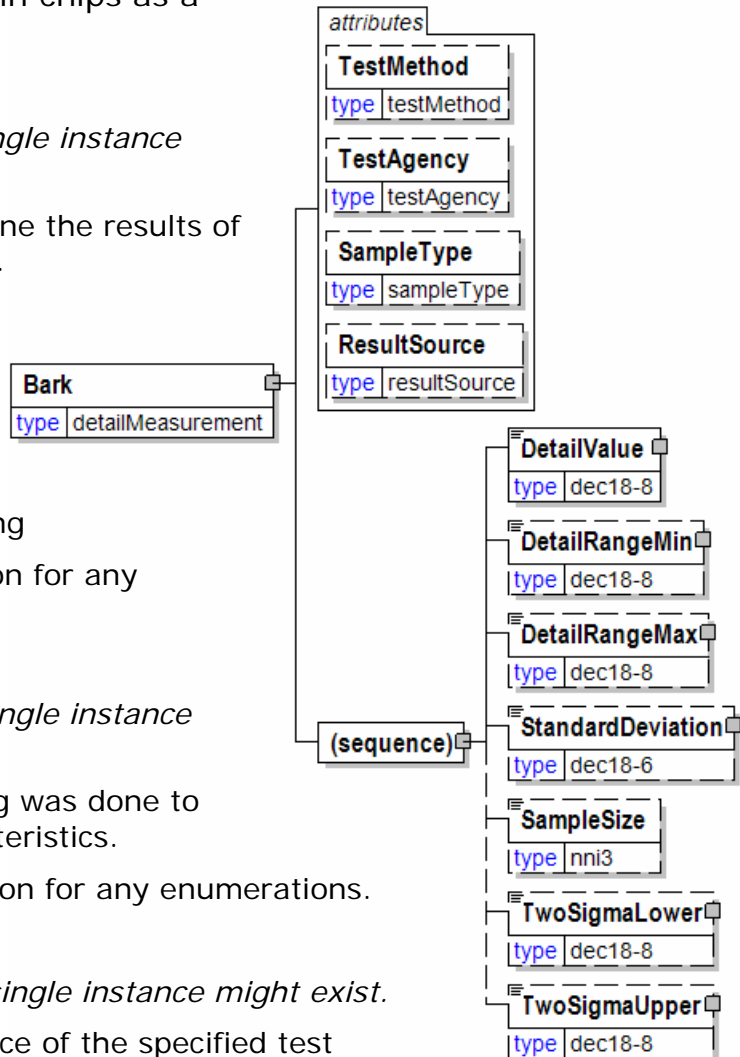 in chips as a
attributes
TestMethod
type testMethod
ngle instance
TestAgency
type testAgency
ne the results of
.
SampleType
type sampleType
ResultSource
type resultSource
Bark
type detailMeasurement
DetailValue
type dec18-8
ng
DetailRangeMin
on for any
type dec18-8
DetailRangeMax
type dec18-8
ngle instance
StandardDeviation
(sequence)
type dec18-6
g was done to
SampleSize
teristics.
type nni3
on for any enumerations.
TwoSigmaLower
type dec18-8
single instance might exist.
TwoSigmaUpper
ce of the specified test
type dec18-8